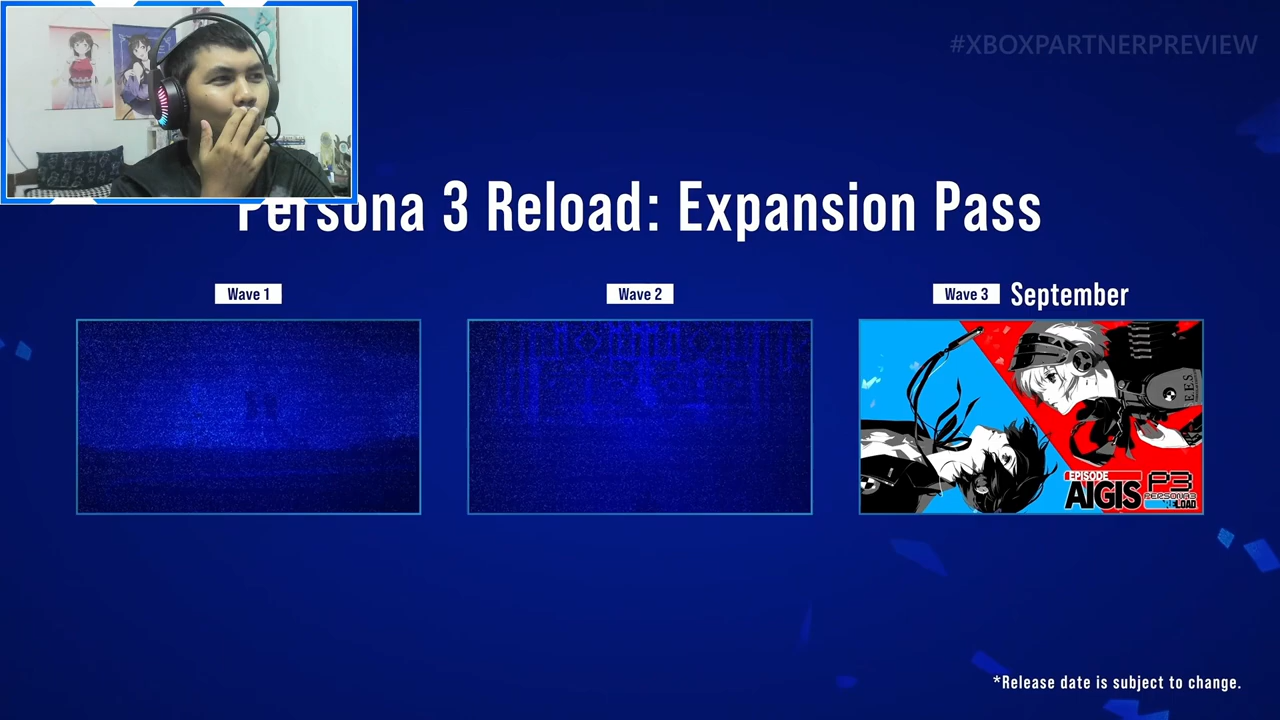 #XBOXPARTNERPREVIEW
Persona 3 Reload: Expansion Pass
Wave 1
Wave 2
Wave 3 September
S.E.E.S.
EPISODE
AIGIS
P3
PERSONA3
RELOAD
*Release date is subject to change.